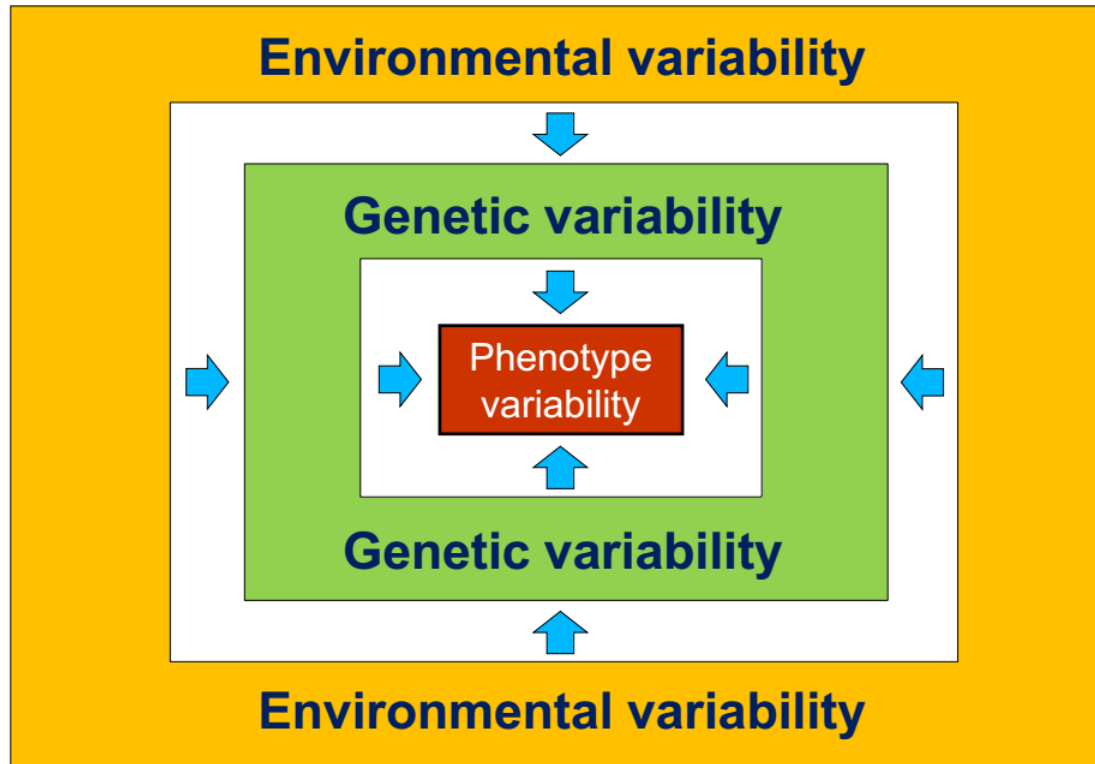 Environmental variability
Genetic variability
Phenotype
variability
Genetic variability
Environmental variability